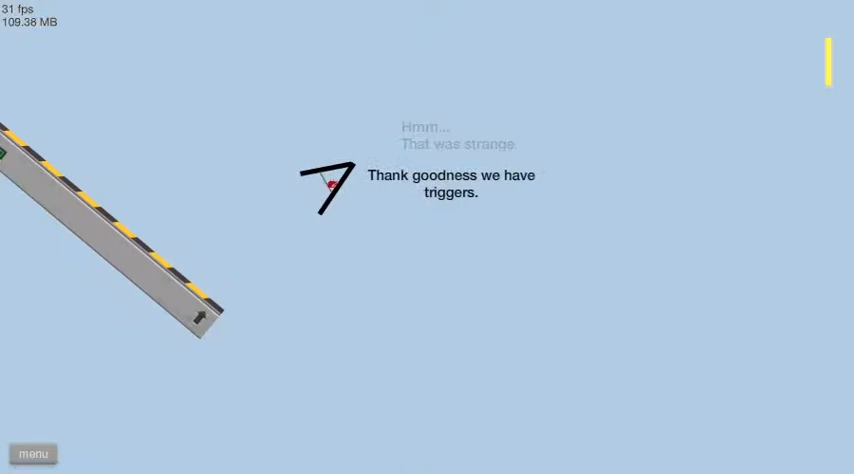 31 fps
109.38 MB
Hmm...
That was strange.
Thank goodness we have
triggers.
menu